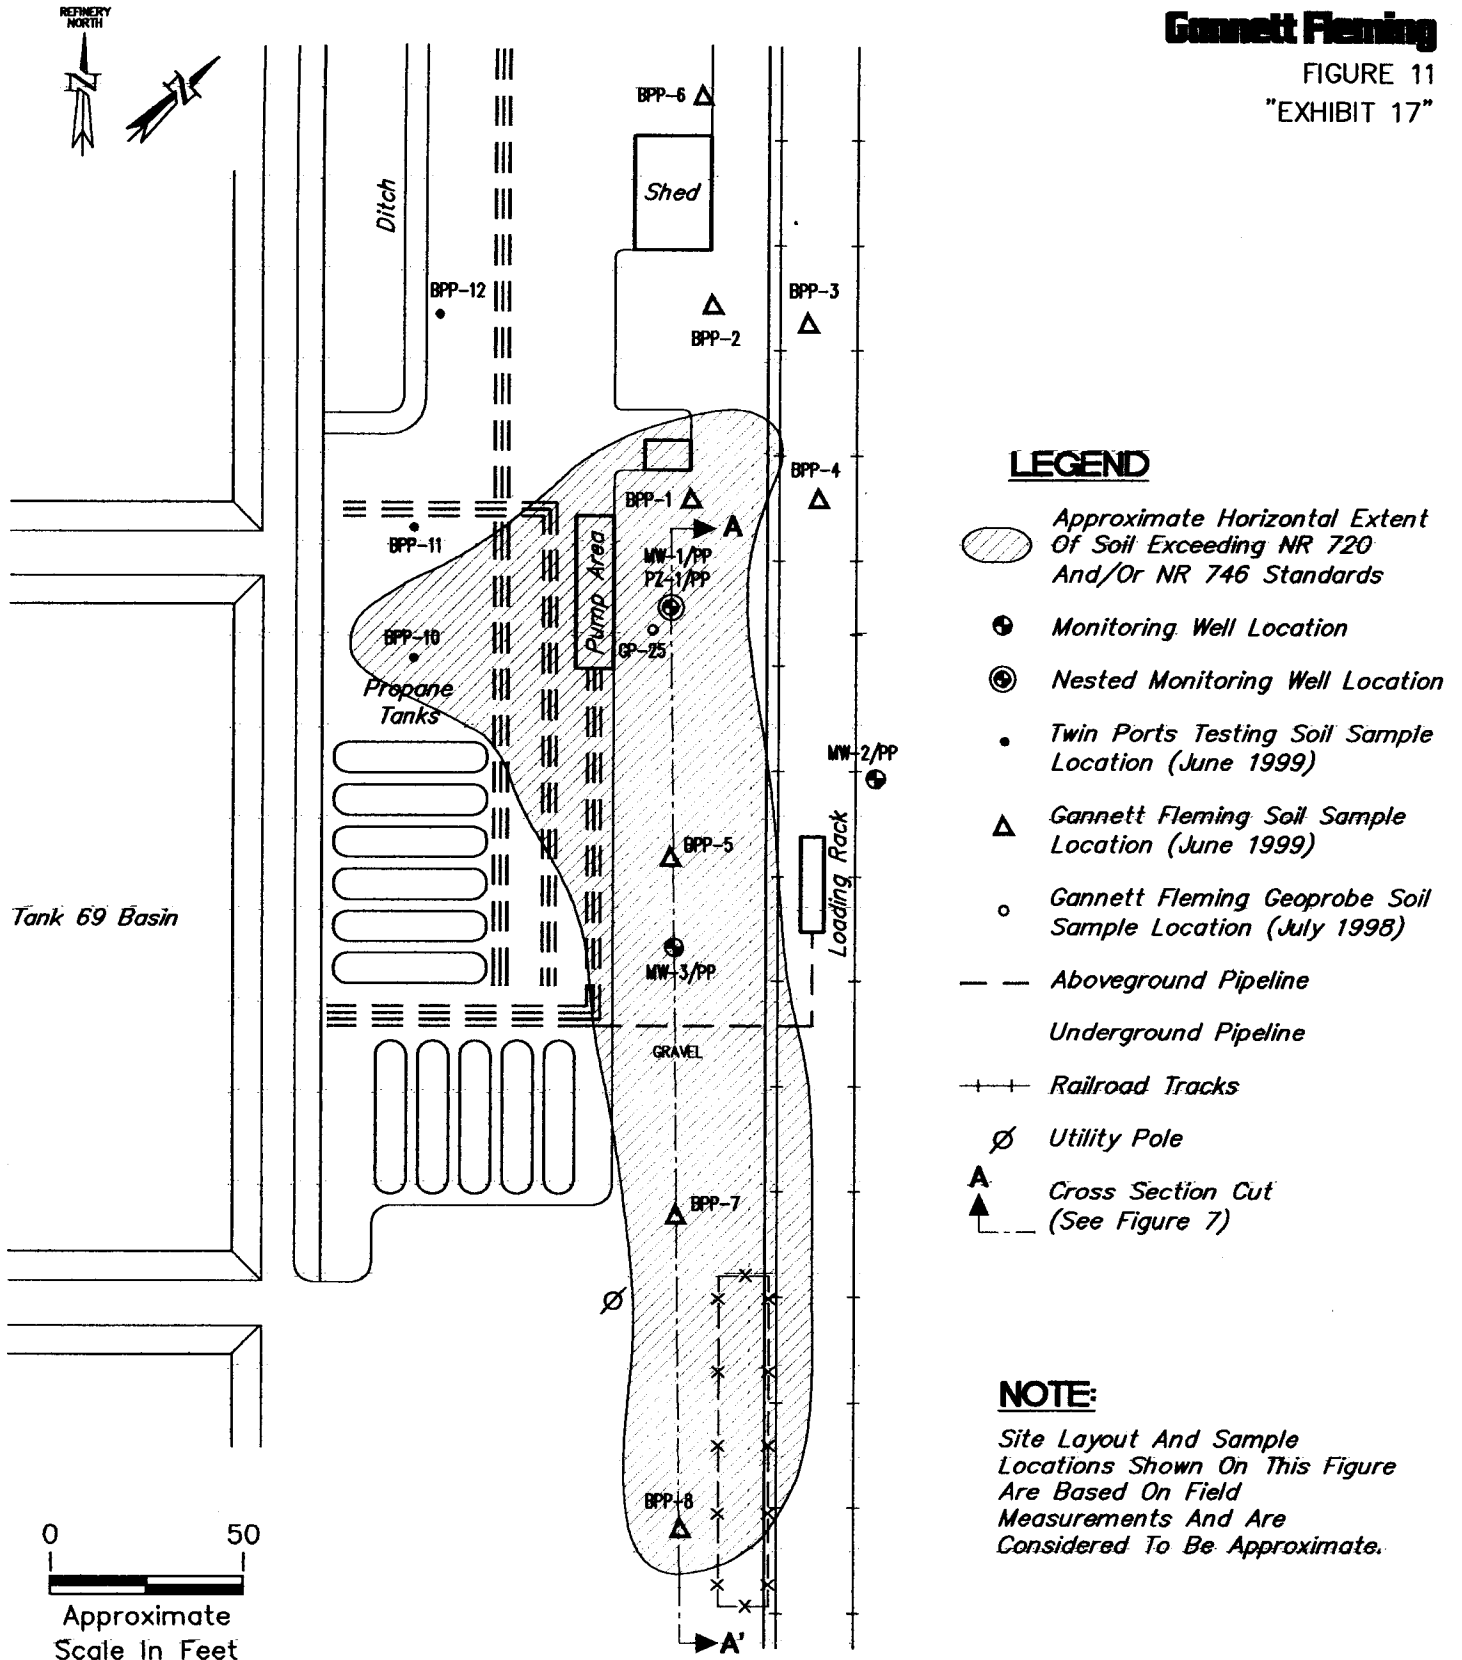 REFINERY
NORTH
N
N
Gannett Fleming
FIGURE 11
"EXHIBIT 17"
BPP-6
Shed
Ditch
BPP-12
BPP-3
BPP-2
BPP-4
BPP-1
A
BPP-11
MW-1/PP
PZ-1/PP
Pump Area
BPP-10
GP-25
Propane
Tanks
MW-2/PP
BPP-5
Loading Rack
Tank 69 Basin
MW-3/PP
GRAVEL
BPP-7
BPP-8
A'
LEGEND
Approximate Horizontal Extent
Of Soil Exceeding NR 720
And/Or NR 746 Standards
Monitoring Well Location
Nested Monitoring Well Location
Twin Ports Testing Soil Sample
Location (June 1999)
Gannett Fleming Soil Sample
Location (June 1999)
Gannett Fleming Geoprobe Soil
Sample Location (July 1998)
Aboveground Pipeline
Underground Pipeline
Railroad Tracks
Utility Pole
A
Cross Section Cut
(See Figure 7)
NOTE:
Site Layout And Sample
Locations Shown On This Figure
Are Based On Field
Measurements And Are
Considered To Be Approximate.
0 50
Approximate
Scale In Feet